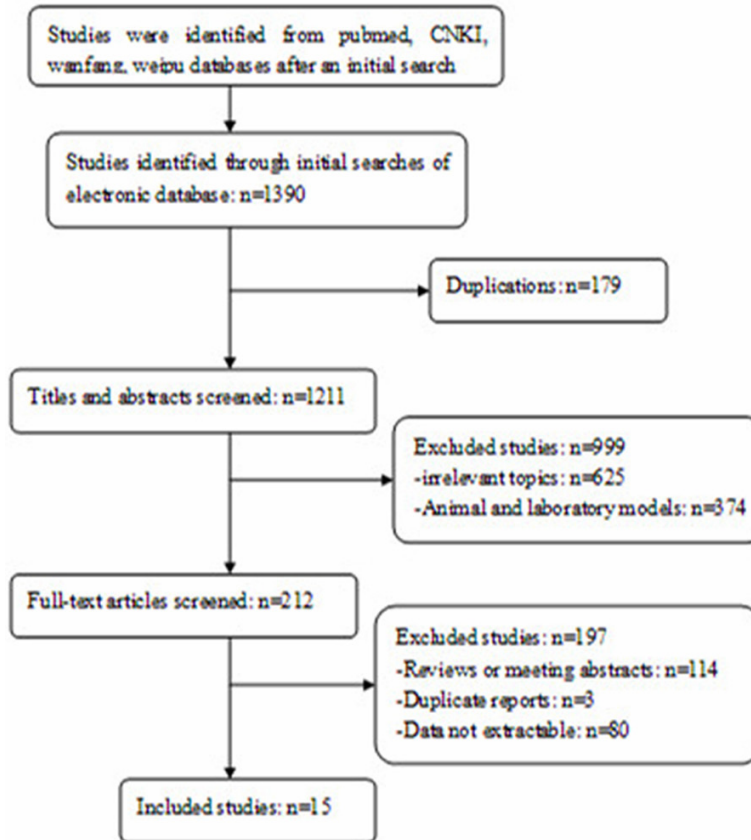 Studies were identified from pubmed, CNKI,
wanfang, weipu databases after an initial search
Studies identified through initial searches of
electronic database: n=1390
Duplications: n=179
Titles and abstracts screened: n=1211
Excluded studies: n=999
-irrelevant topics: n=625
-Animal and laboratory models: n=374
Full-text articles screened: n=212
Excluded studies: n=197
-Reviews or meeting abstracts: n=114
-Duplicate reports: n=3
-Data not extractable: n=80
Included studies: n=15